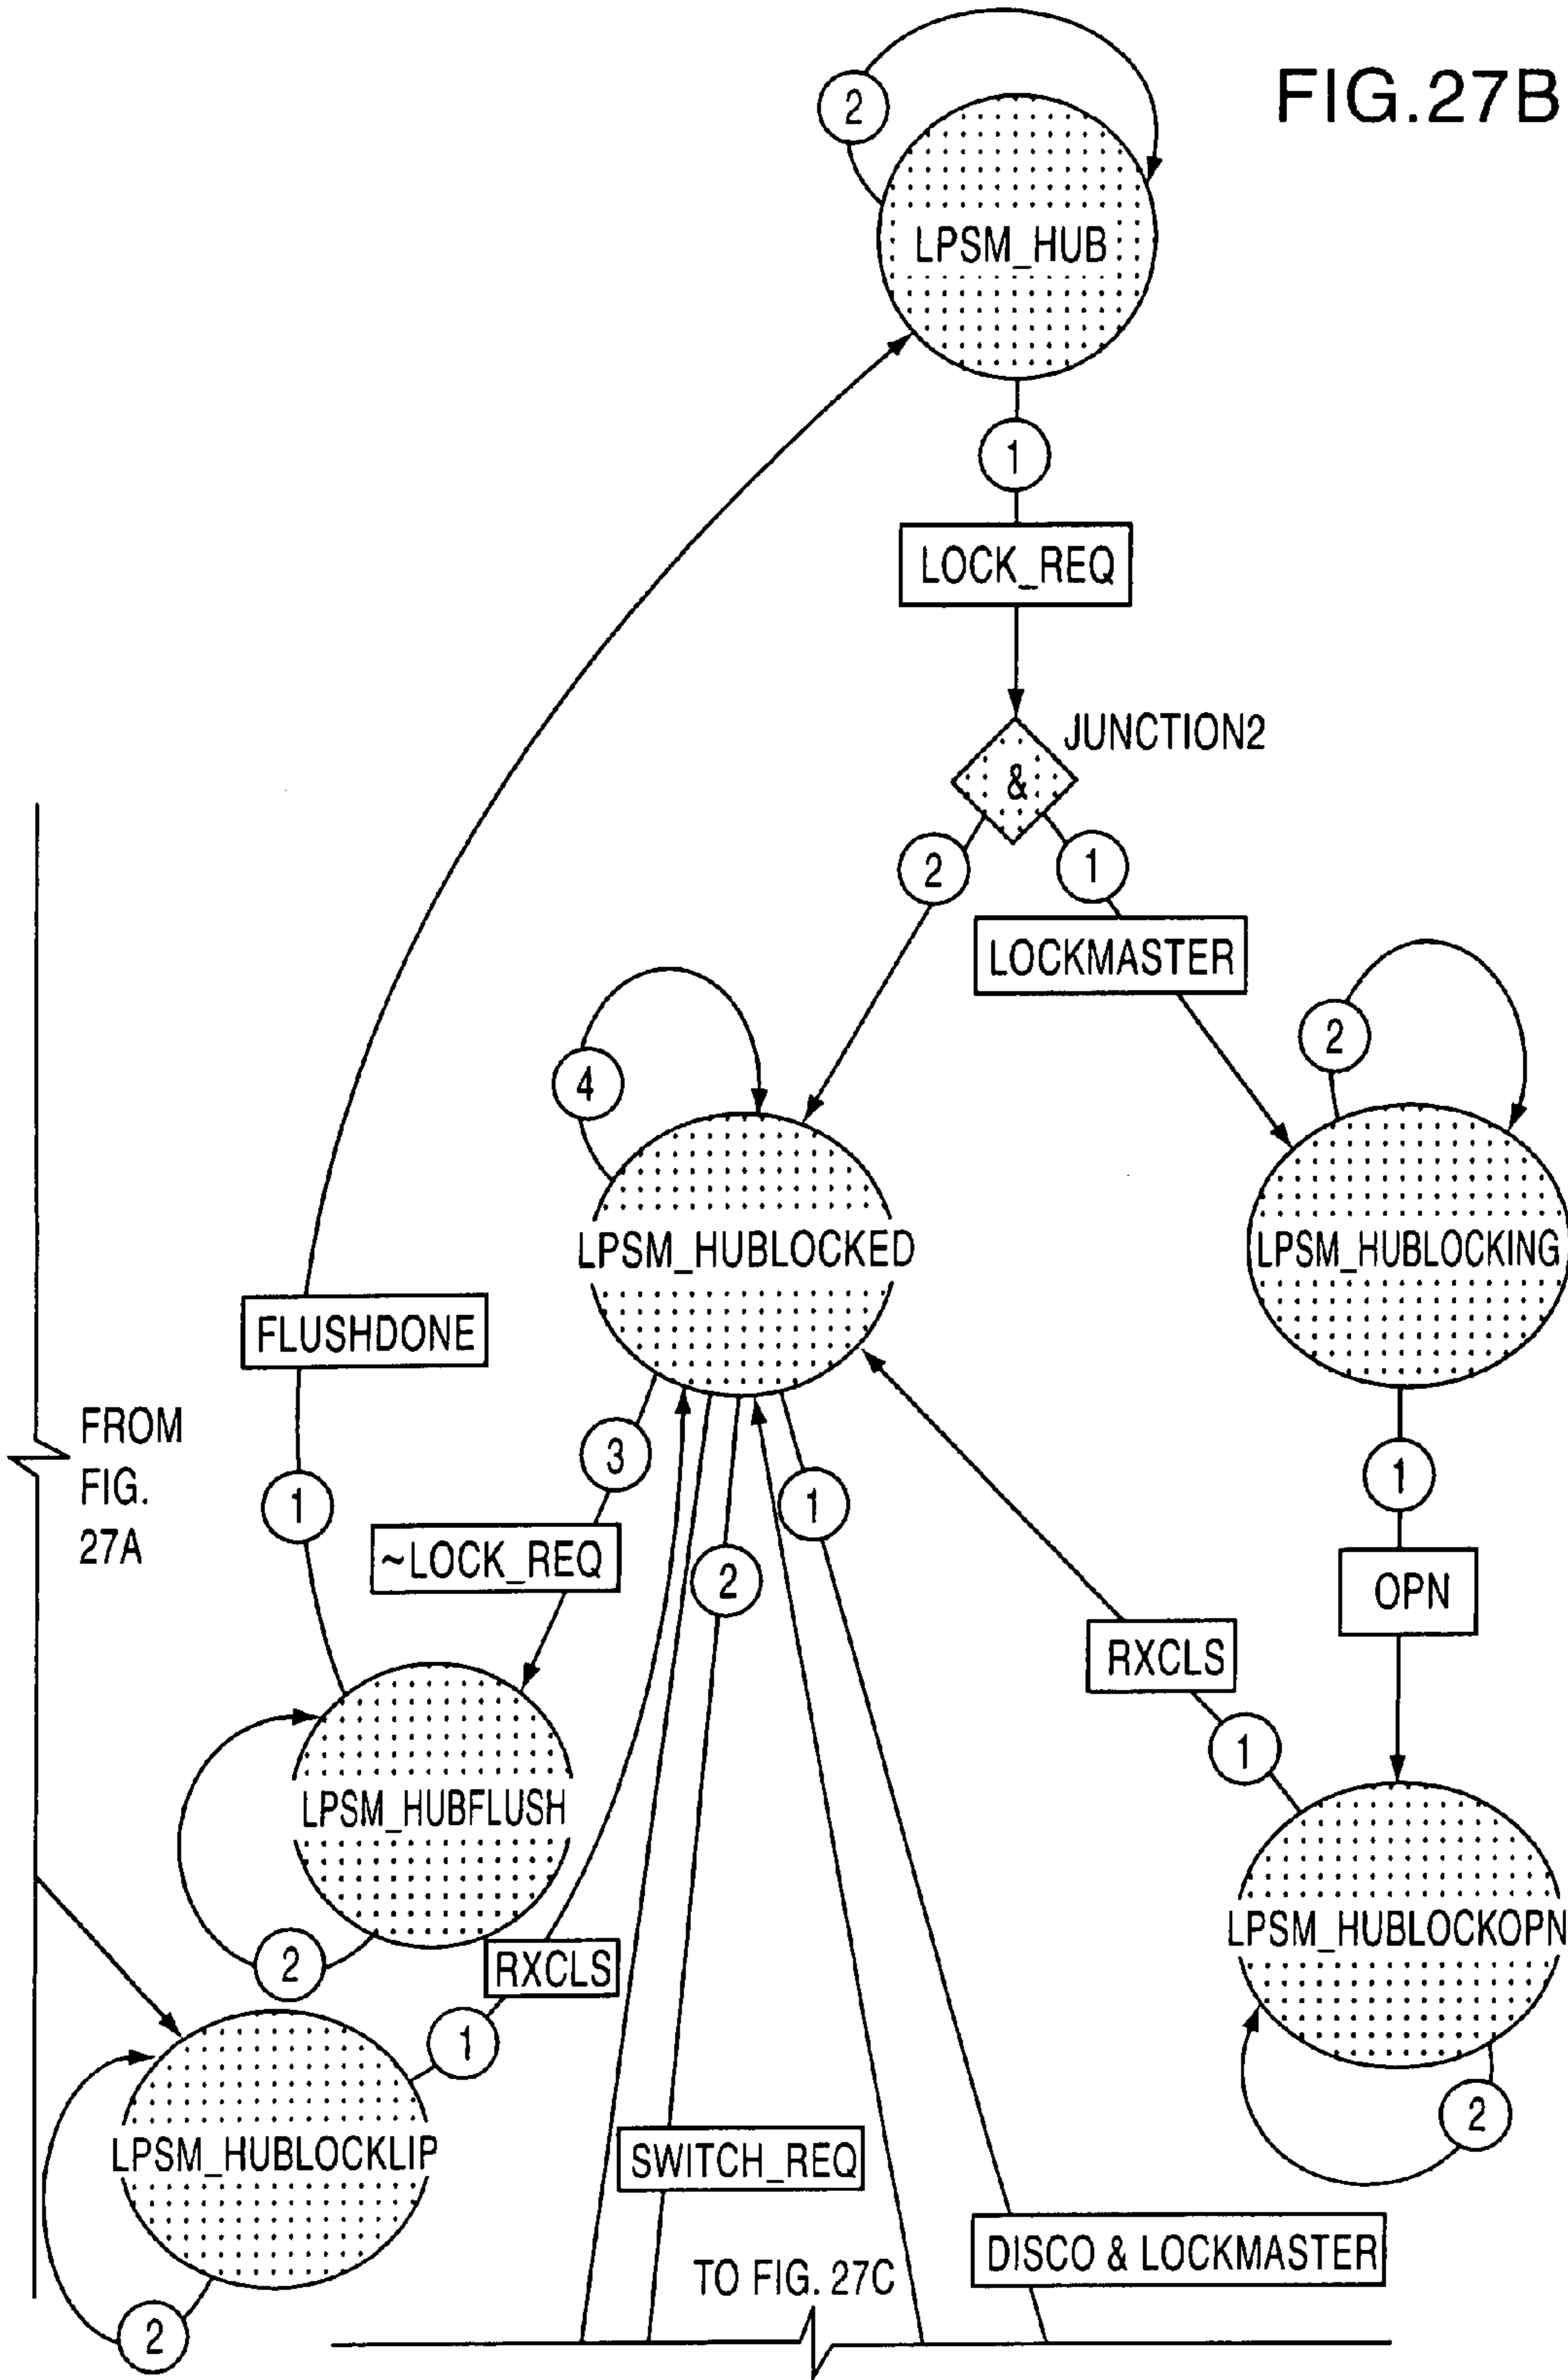 FIG.27B
2
LPSM_HUB
1
LOCK_REQ
JUNCTION2
&
2
1
LOCKMASTER
2
4
LPSM_HUBLOCKED
LPSM_HUBLOCKING
FLUSHDONE
FROM
FIG.
27A
1
3
1
1
~LOCK_REQ
2
OPN
RXCLS
1
LPSM_HUBFLUSH
LPSM_HUBLOCKOPN
2
RXCLS
1
2
LPSM_HUBLOCKLIP
SWITCH_REQ
DISCO & LOCKMASTER
TO FIG. 27C
2